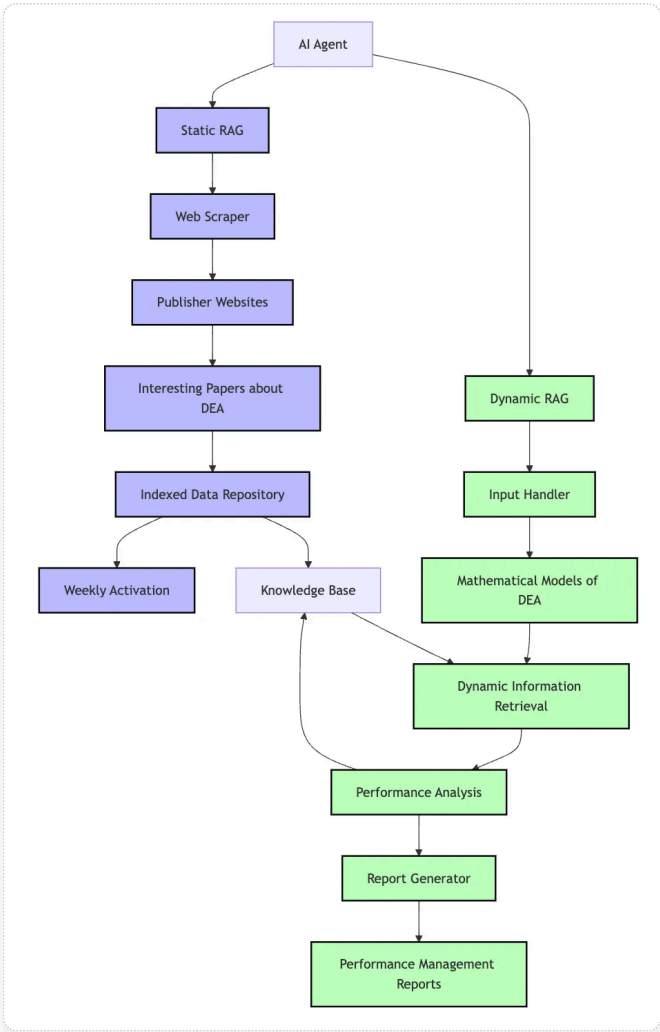 AI Agent
Static RAG
Web Scraper
Publisher Websites
Interesting Papers about
DEA
Dynamic RAG
Indexed Data Repository
Input Handler
Weekly Activation
Knowledge Base
Mathematical Models of
DEA
Dynamic Information
Retrieval
Performance Analysis
Report Generator
Performance Management
Reports